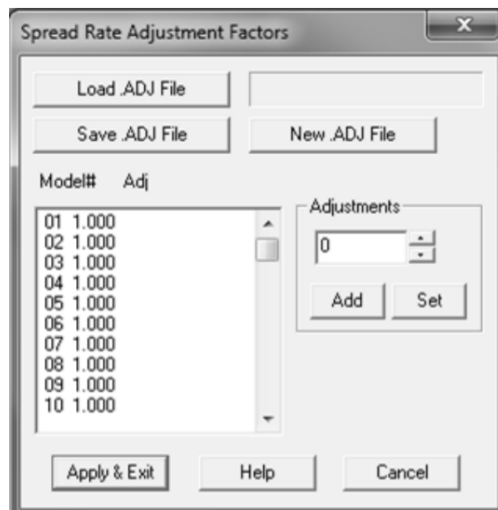 Spread Rate Adjustment Factors
Load .ADJ File
Save .ADJ File New .ADJ File
Model# Adj
01 1.000
02 1.000
03 1.000
04 1.000
05 1.000
06 1.000
07 1.000
08 1.000
09 1.000
10 1.000
Adjustments
0
Add Set
Apply & Exit Help Cancel